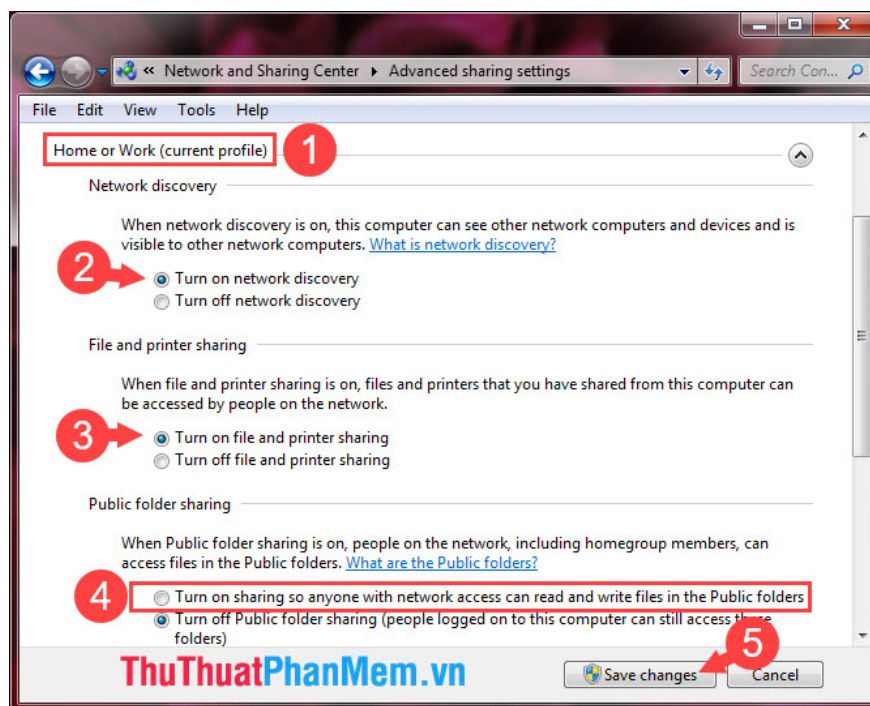 « Network and Sharing Center ▸ Advanced sharing settings
Search Con...
File Edit View Tools Help
Home or Work (current profile)
1
Network discovery
When network discovery is on, this computer can see other network computers and devices and is
visible to other network computers. What is network discovery?
2
Turn on network discovery
Turn off network discovery
File and printer sharing
When file and printer sharing is on, files and printers that you have shared from this computer can
be accessed by people on the network.
3
Turn on file and printer sharing
Turn off file and printer sharing
Public folder sharing
When Public folder sharing is on, people on the network, including homegroup members, can
access files in the Public folders. What are the Public folders?
4
Turn on sharing so anyone with network access can read and write files in the Public folders
Turn off Public folder sharing (people logged on to this computer can still access these
folders)
5
ThuThuatPhanMem.vn
Save changes
Cancel